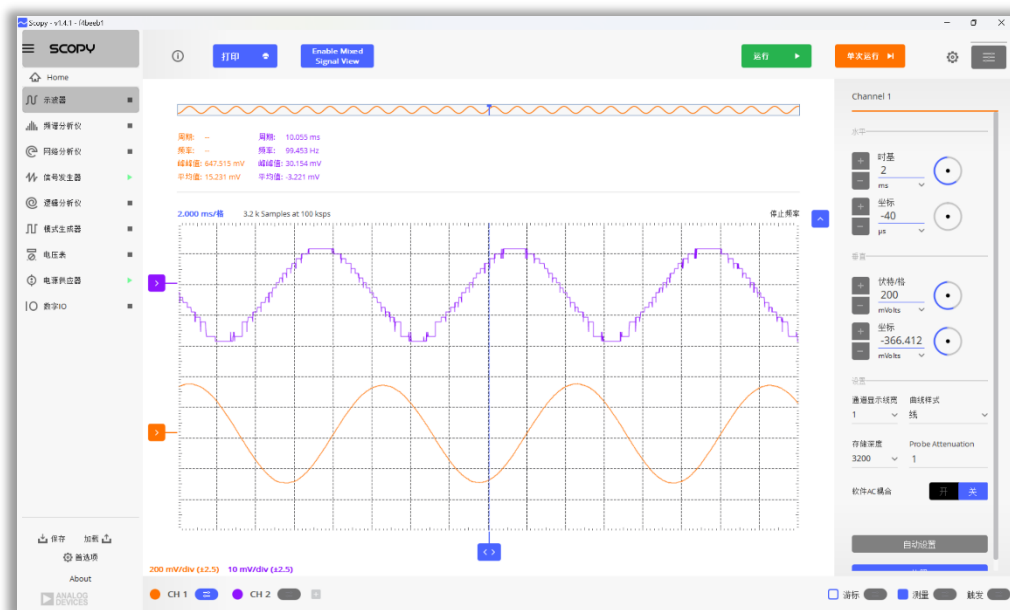 Scopy - v1.4.1 - f4beeb1
SCOPY
Home
示波器
频谱分析仪
网络分析仪
信号发生器
逻辑分析仪
模式生成器
电压表
电源供应器
数字IO
保存 加载
首选项
About
ANALOG
DEVICES
打印
Enable Mixed
Signal View
运行
单次运行
周期: -- 周期: 10.055 ms
频率: -- 频率: 99.453 Hz
峰峰值: 647.515 mV 峰峰值: 30.154 mV
平均值: 15.231 mV 平均值: -3.221 mV
2.000 ms/格 3.2 k Samples at 100 ksps 停止频率
200 mV/div (±2.5) 10 mV/div (±2.5)
CH 1 CH 2
Channel 1
水平
时基
2
ms
坐标
-40
µs
垂直
伏特/格
200
mVolts
坐标
-366.412
mVolts
设置
通道显示线宽 曲线样式
1 线
存储深度 Probe Attenuation
3200 1
软件AC耦合 开 关
自动设置
游标 测量 触发